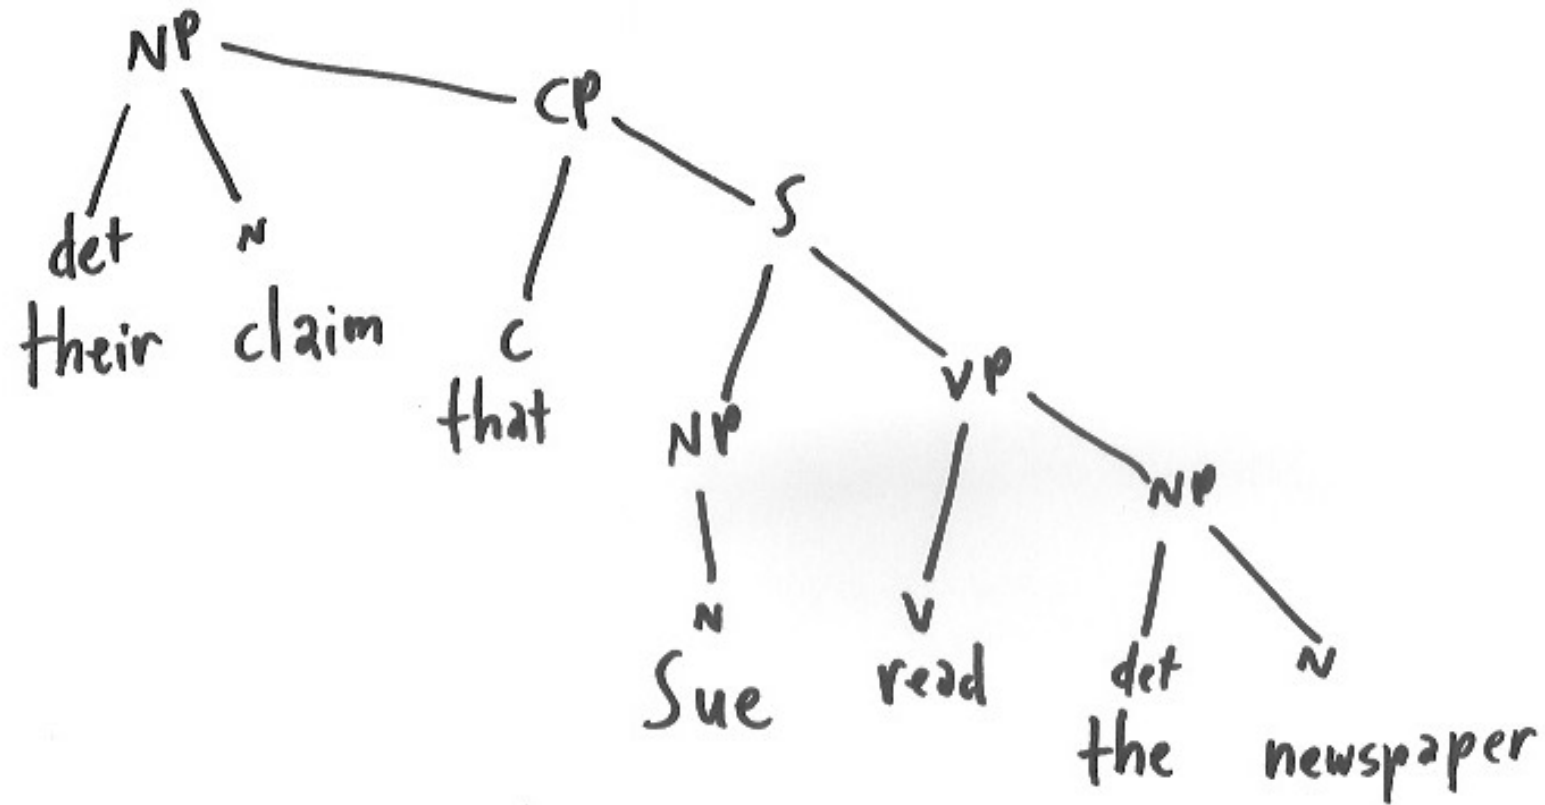 NP
CP
S
det N
their claim
C
that
VP
NP
NP
N
V
Sue
read
det N
the newspaper